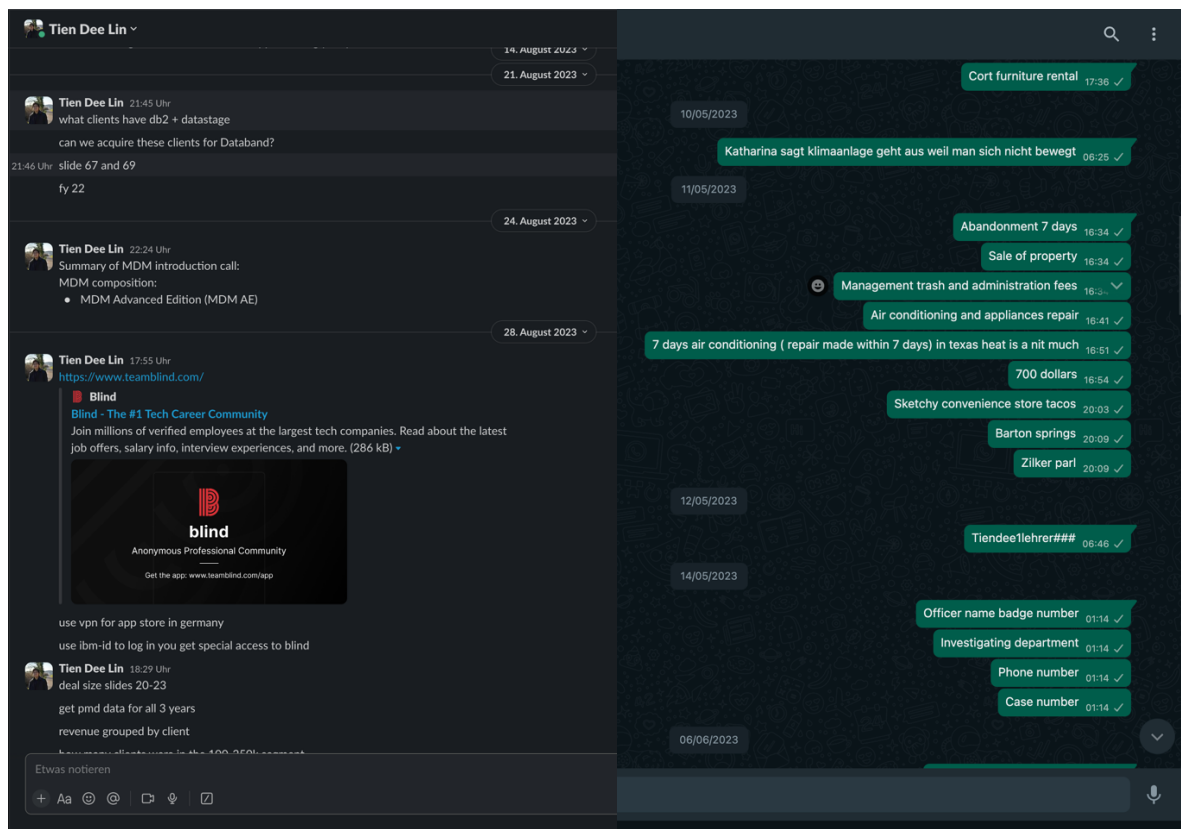 Tien Dee Lin
14. August 2023
21. August 2023
Tien Dee Lin 21:45 Uhr
what clients have db2 + datastage
can we acquire these clients for Databand?
21:46 Uhr slide 67 and 69
fy 22
24. August 2023
Tien Dee Lin 22:24 Uhr
Summary of MDM introduction call:
MDM composition:
• MDM Advanced Edition (MDM AE)
28. August 2023
Tien Dee Lin 17:55 Uhr
https://www.teamblind.com/
Blind
Blind - The #1 Tech Career Community
Join millions of verified employees at the largest tech companies. Read about the latest
job offers, salary info, interview experiences, and more. (286 kB)
blind
Anonymous Professional Community
Get the app: www.teamblind.com/app
use vpn for app store in germany
use ibm-id to log in you get special access to blind
Tien Dee Lin 18:29 Uhr
deal size slides 20-23
get pmd data for all 3 years
revenue grouped by client
how many clients were in the 100-250k segment
Etwas notieren
Aa
Cort furniture rental 17:36
10/05/2023
Katharina sagt klimaanlage geht aus weil man sich nicht bewegt 06:25
11/05/2023
Abandonment 7 days 16:34
Sale of property 16:34
Management trash and administration fees
Air conditioning and appliances repair 16:41
7 days air conditioning ( repair made within 7 days) in texas heat is a nit much 16:51
700 dollars 16:54
Sketchy convenience store tacos 20:03
Barton springs 20:09
Zilker parl 20:09
12/05/2023
Tiendee1lehrer### 06:46
14/05/2023
Officer name badge number 01:14
Investigating department 01:14
Phone number 01:14
Case number 01:14
06/06/2023